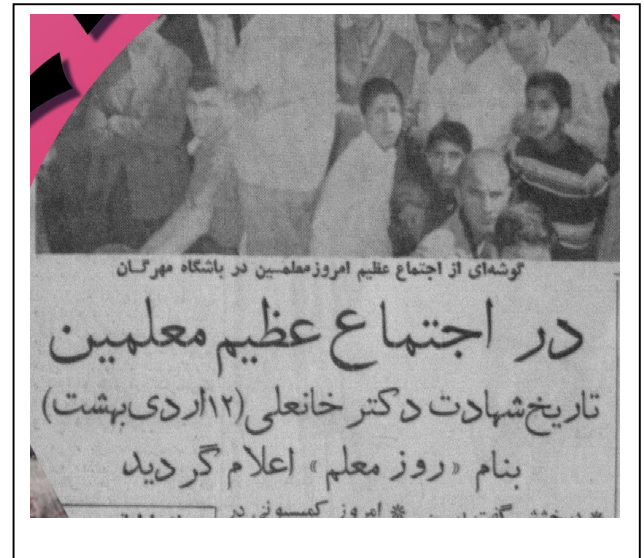 گوشه‌ای از اجتماع عظیم امروز معلمین در باشگاه مهرگان
در اجتماع عظیم معلمین
تاریخ شهادت دکتر خانعلی (۱۲ اردی‌بهشت)
بنام «روز معلم» اعلام گردید
* امروز کمسیونی در